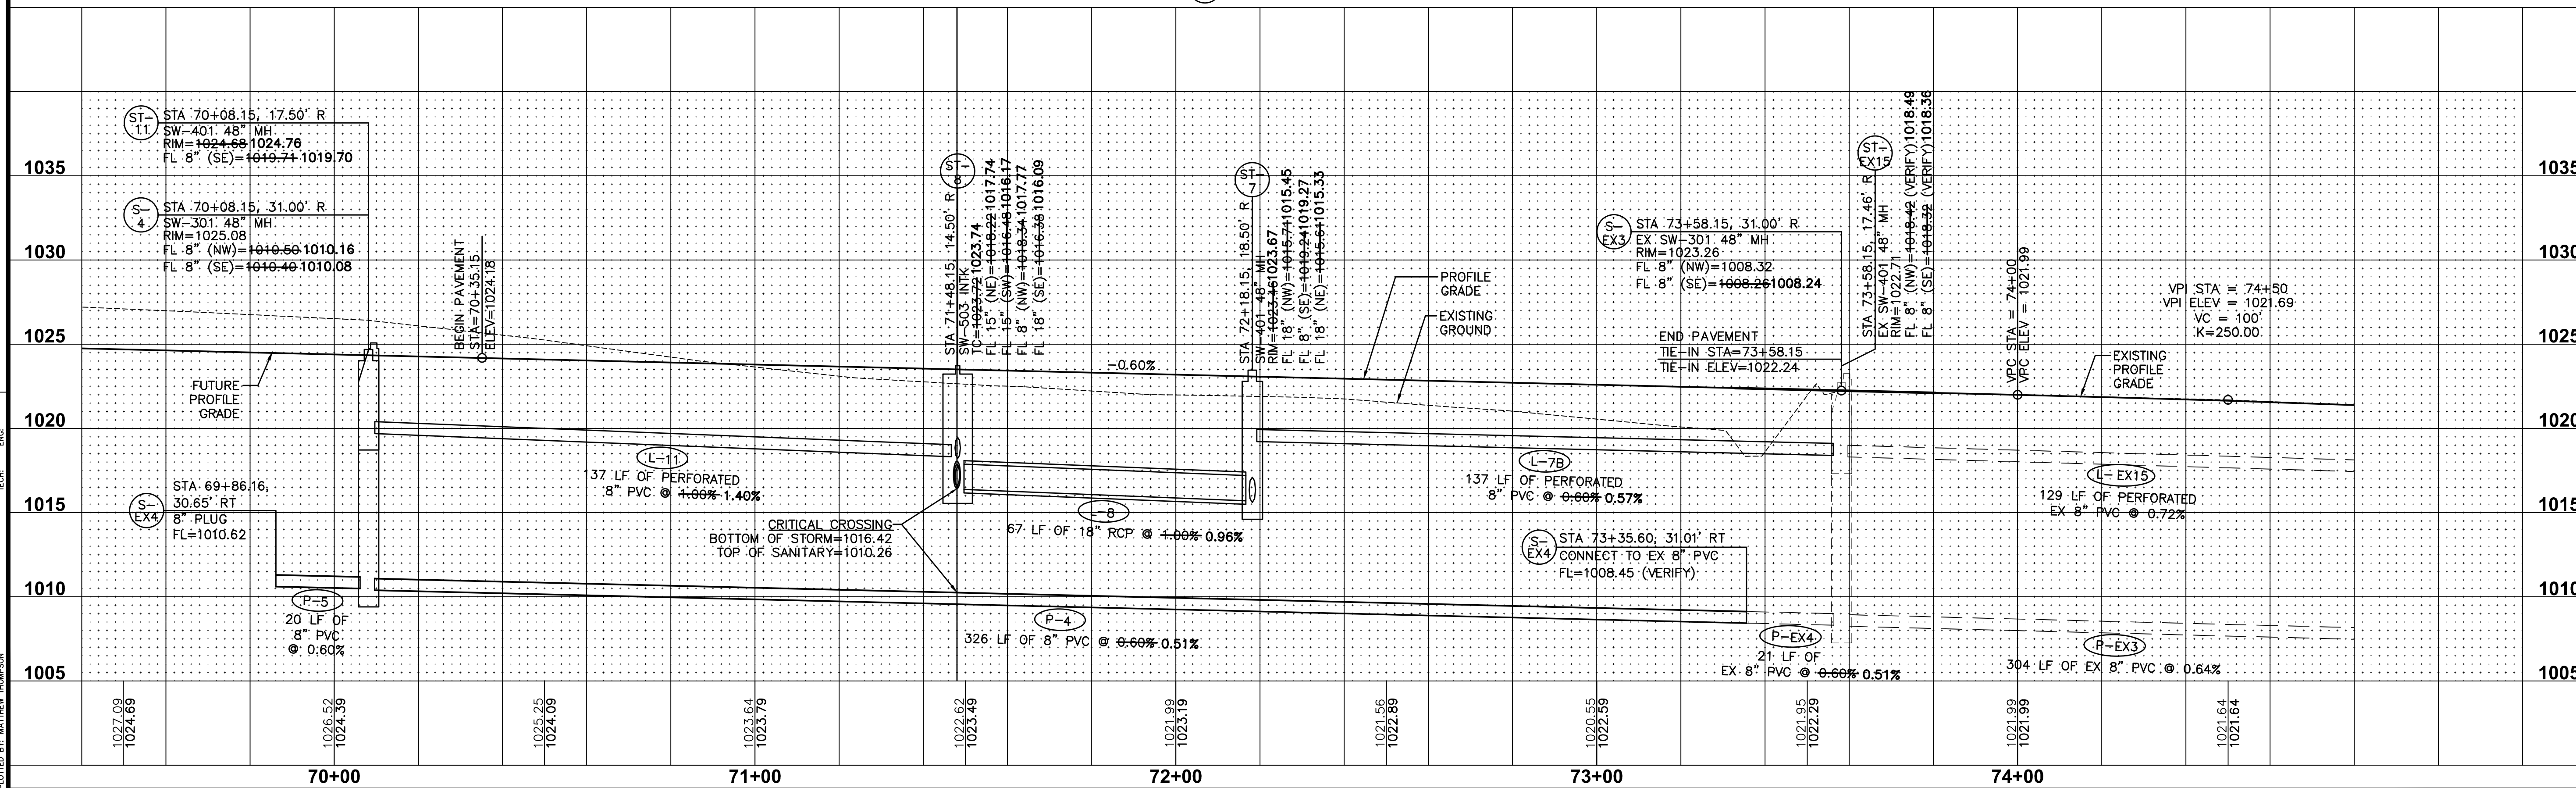 ST-
11
STA 70+08.15, 17.50' R
SW-401 48" MH
RIM=1024.68 1024.76
FL 8" (SE)=1019.71 1019.70
S-
4
STA 70+08.15, 31.00' R
SW-301 48" MH
RIM=1025.08
FL 8" (NW)=1010.50 1010.16
FL 8" (SE)=1010.40 1010.08
BEGIN PAVEMENT
STA=70+35.15
ELEV=1024.18
ST-
8
STA 71+48.15, 14.50' R
SW-503 INTK
TC=1023.72 1023.74
FL 15" (NE)=1018.22 1017.74
FL 15" (SW)=1016.48 1016.17
FL 8" (NW)=1018.34 1017.77
FL 18" (SE)=1016.38 1016.09
ST-
7
STA 72+18.15, 18.50' R
SW-401 48" MH
RIM=1023.46 1023.67
FL 18" (NW)=1015.71 1015.45
FL 8" (SE)=1019.24 1019.27
FL 18" (NE)=1015.61 1015.33
PROFILE
GRADE
EXISTING
GROUND
S-
EX3
STA 73+58.15, 31.00' R
EX SW-301 48" MH
RIM=1023.26
FL 8" (NW)=1008.32
FL 8" (SE)=1008.26 1008.24
END PAVEMENT
TIE-IN STA=73+58.15
TIE-IN ELEV=1022.24
ST-
EX15
STA 73+58.15, 17.46' R
EX SW-401 48" MH
RIM=1022.71
FL 8" (NW)=1018.42 (VERIFY) 1018.49
FL 8" (SE)=1018.32 (VERIFY) 1018.36
VPC STA = 74+00
VPC ELEV = 1021.99
VPI STA = 74+50
VPI ELEV = 1021.69
VC = 100'
K=250.00
EXISTING
PROFILE
GRADE
FUTURE
PROFILE
GRADE
-0.60%
L-11
137 LF OF PERFORATED
8" PVC @ 1.00% 1.40%
L-8
67 LF OF 18" RCP @ 1.00% 0.96%
L-7B
137 LF OF PERFORATED
8" PVC @ 0.60% 0.57%
L-EX15
129 LF OF PERFORATED
EX 8" PVC @ 0.72%
S-
EX4
STA 69+86.16,
30.65' RT
8" PLUG
FL=1010.62
CRITICAL CROSSING
BOTTOM OF STORM=1016.42
TOP OF SANITARY=1010.26
S-
EX4
STA 73+35.60, 31.01' RT
CONNECT TO EX 8" PVC
FL=1008.45 (VERIFY)
P-5
20 LF OF
8" PVC
@ 0.60%
P-4
326 LF OF 8" PVC @ 0.60% 0.51%
P-EX4
21 LF OF
EX 8" PVC @ 0.60% 0.51%
P-EX3
304 LF OF EX 8" PVC @ 0.64%
1035
1030
1025
1020
1015
1010
1005
1035
1030
1025
1020
1015
1010
1005
1027.09
1024.69
1026.52
1024.39
1025.25
1024.09
1023.64
1023.79
1022.62
1023.49
1021.99
1023.19
1021.56
1022.89
1020.55
1022.59
1021.95
1022.29
1021.99
1021.99
1021.64
1021.64
70+00
71+00
72+00
73+00
74+00
TECH:
ENG:
PLOTTED BY: MATTHEW THOMPSON